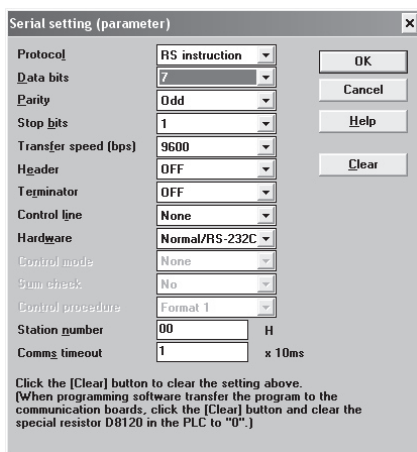 Serial setting (parameter)
Protocol RS instruction OK
Data bits 7
Cancel
Parity Odd
Stop bits 1 Help
Transfer speed (bps) 9600
Header OFF Clear
Terminator OFF
Control line None
Hardware Normal/RS-232C
Control mode None
Sum check No
Control procedure Format 1
Station number 00 H
Comms timeout 1 x 10ms
Click the [Clear] button to clear the setting above.
(When programming software transfer the program to the
communication boards, click the [Clear] button and clear the
special resistor D8120 in the PLC to "0".)